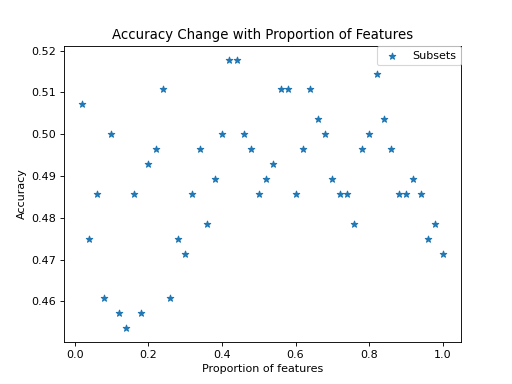 Accuracy Change with Proportion of Features
Subsets
0.52
0.51
0.50
0.49
0.48
0.47
0.46
Accuracy
0.0 0.2 0.4 0.6 0.8 1.0
Proportion of features